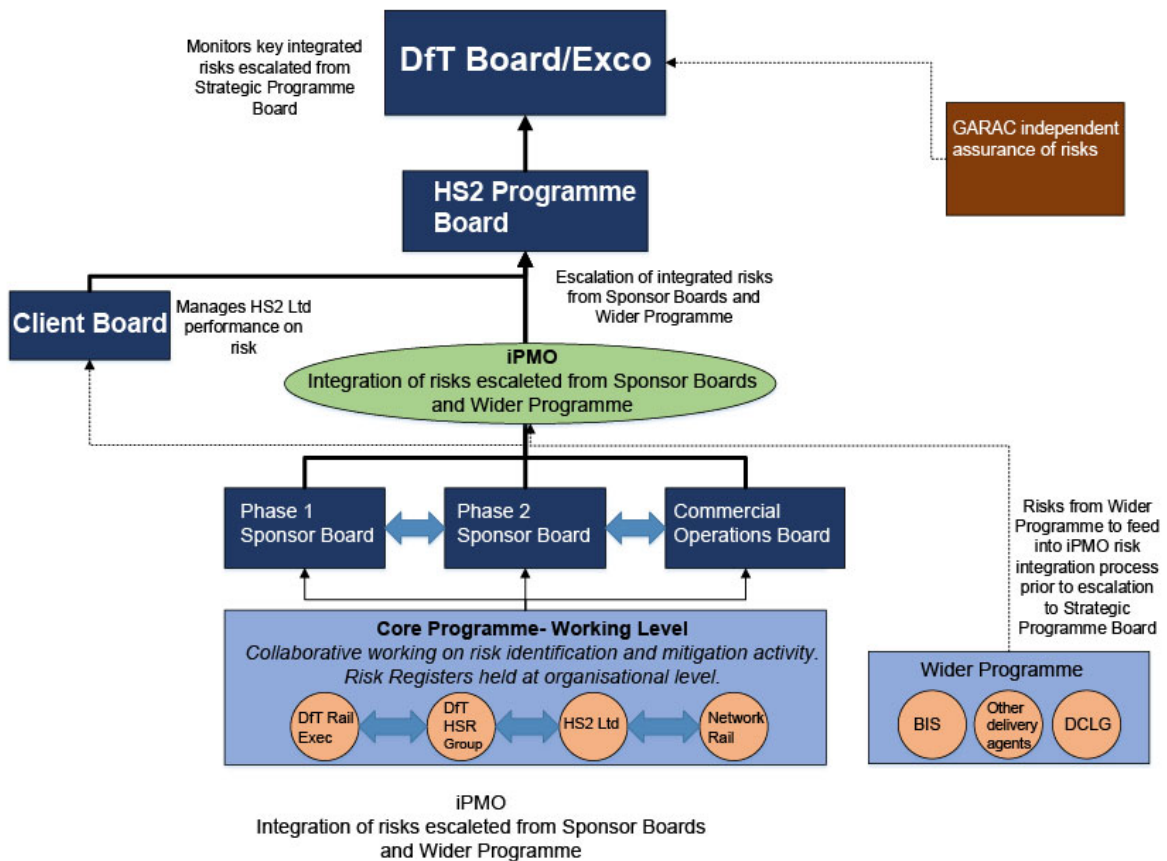 Monitors key integrated
risks escalated from
Strategic Programme
Board
DfT Board/Exco
GARAC independent
assurance of risks
HS2 Programme
Board
Client Board
Manages HS2 Ltd
performance on
risk
Escalation of integrated risks
from Sponsor Boards and
Wider Programme
iPMO
Integration of risks escaleted from Sponsor Boards
and Wider Programme
Phase 1
Sponsor Board
Phase 2
Sponsor Board
Commercial
Operations Board
Risks from Wider
Programme to feed
into iPMO risk
integration process
prior to escalation
to Strategic
Programme Board
Core Programme- Working Level
Collaborative working on risk identification and mitigation activity.
Risk Registers held at organisational level.
DfT Rail
Exec
DfT
HSR
Group
HS2 Ltd
Network
Rail
Wider Programme
BIS
Other
delivery
agents
DCLG
iPMO
Integration of risks escaleted from Sponsor Boards
and Wider Programme